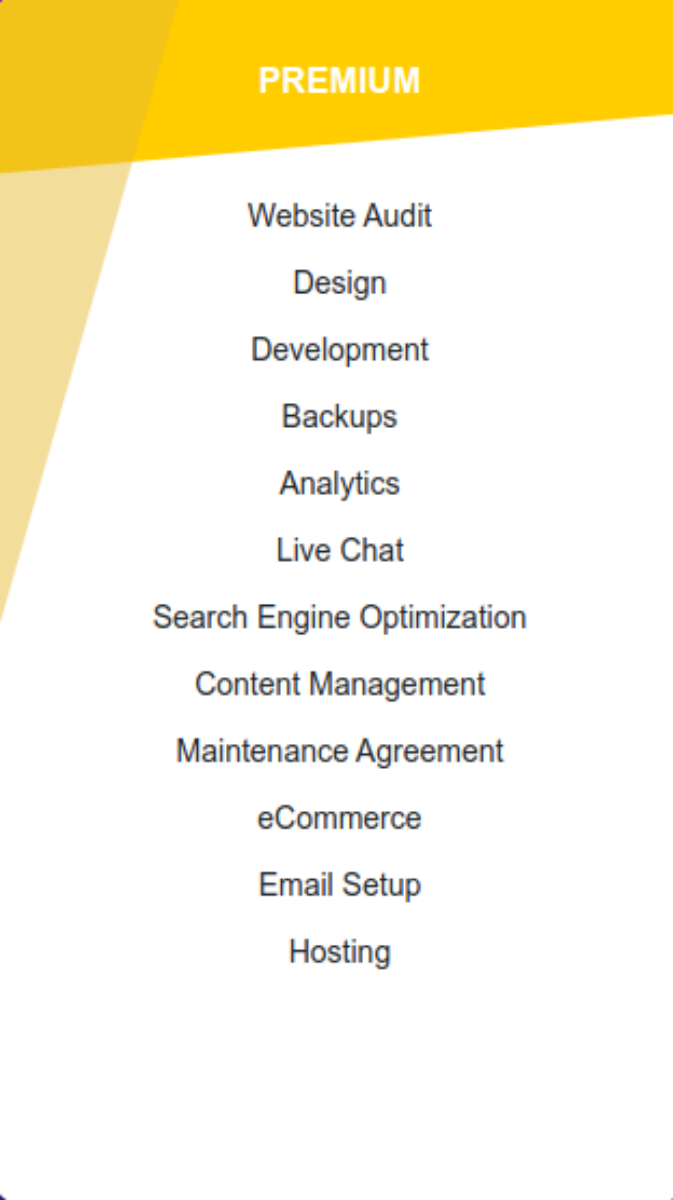 PREMIUM
Website Audit
Design
Development
Backups
Analytics
Live Chat
Search Engine Optimization
Content Management
Maintenance Agreement
eCommerce
Email Setup
Hosting